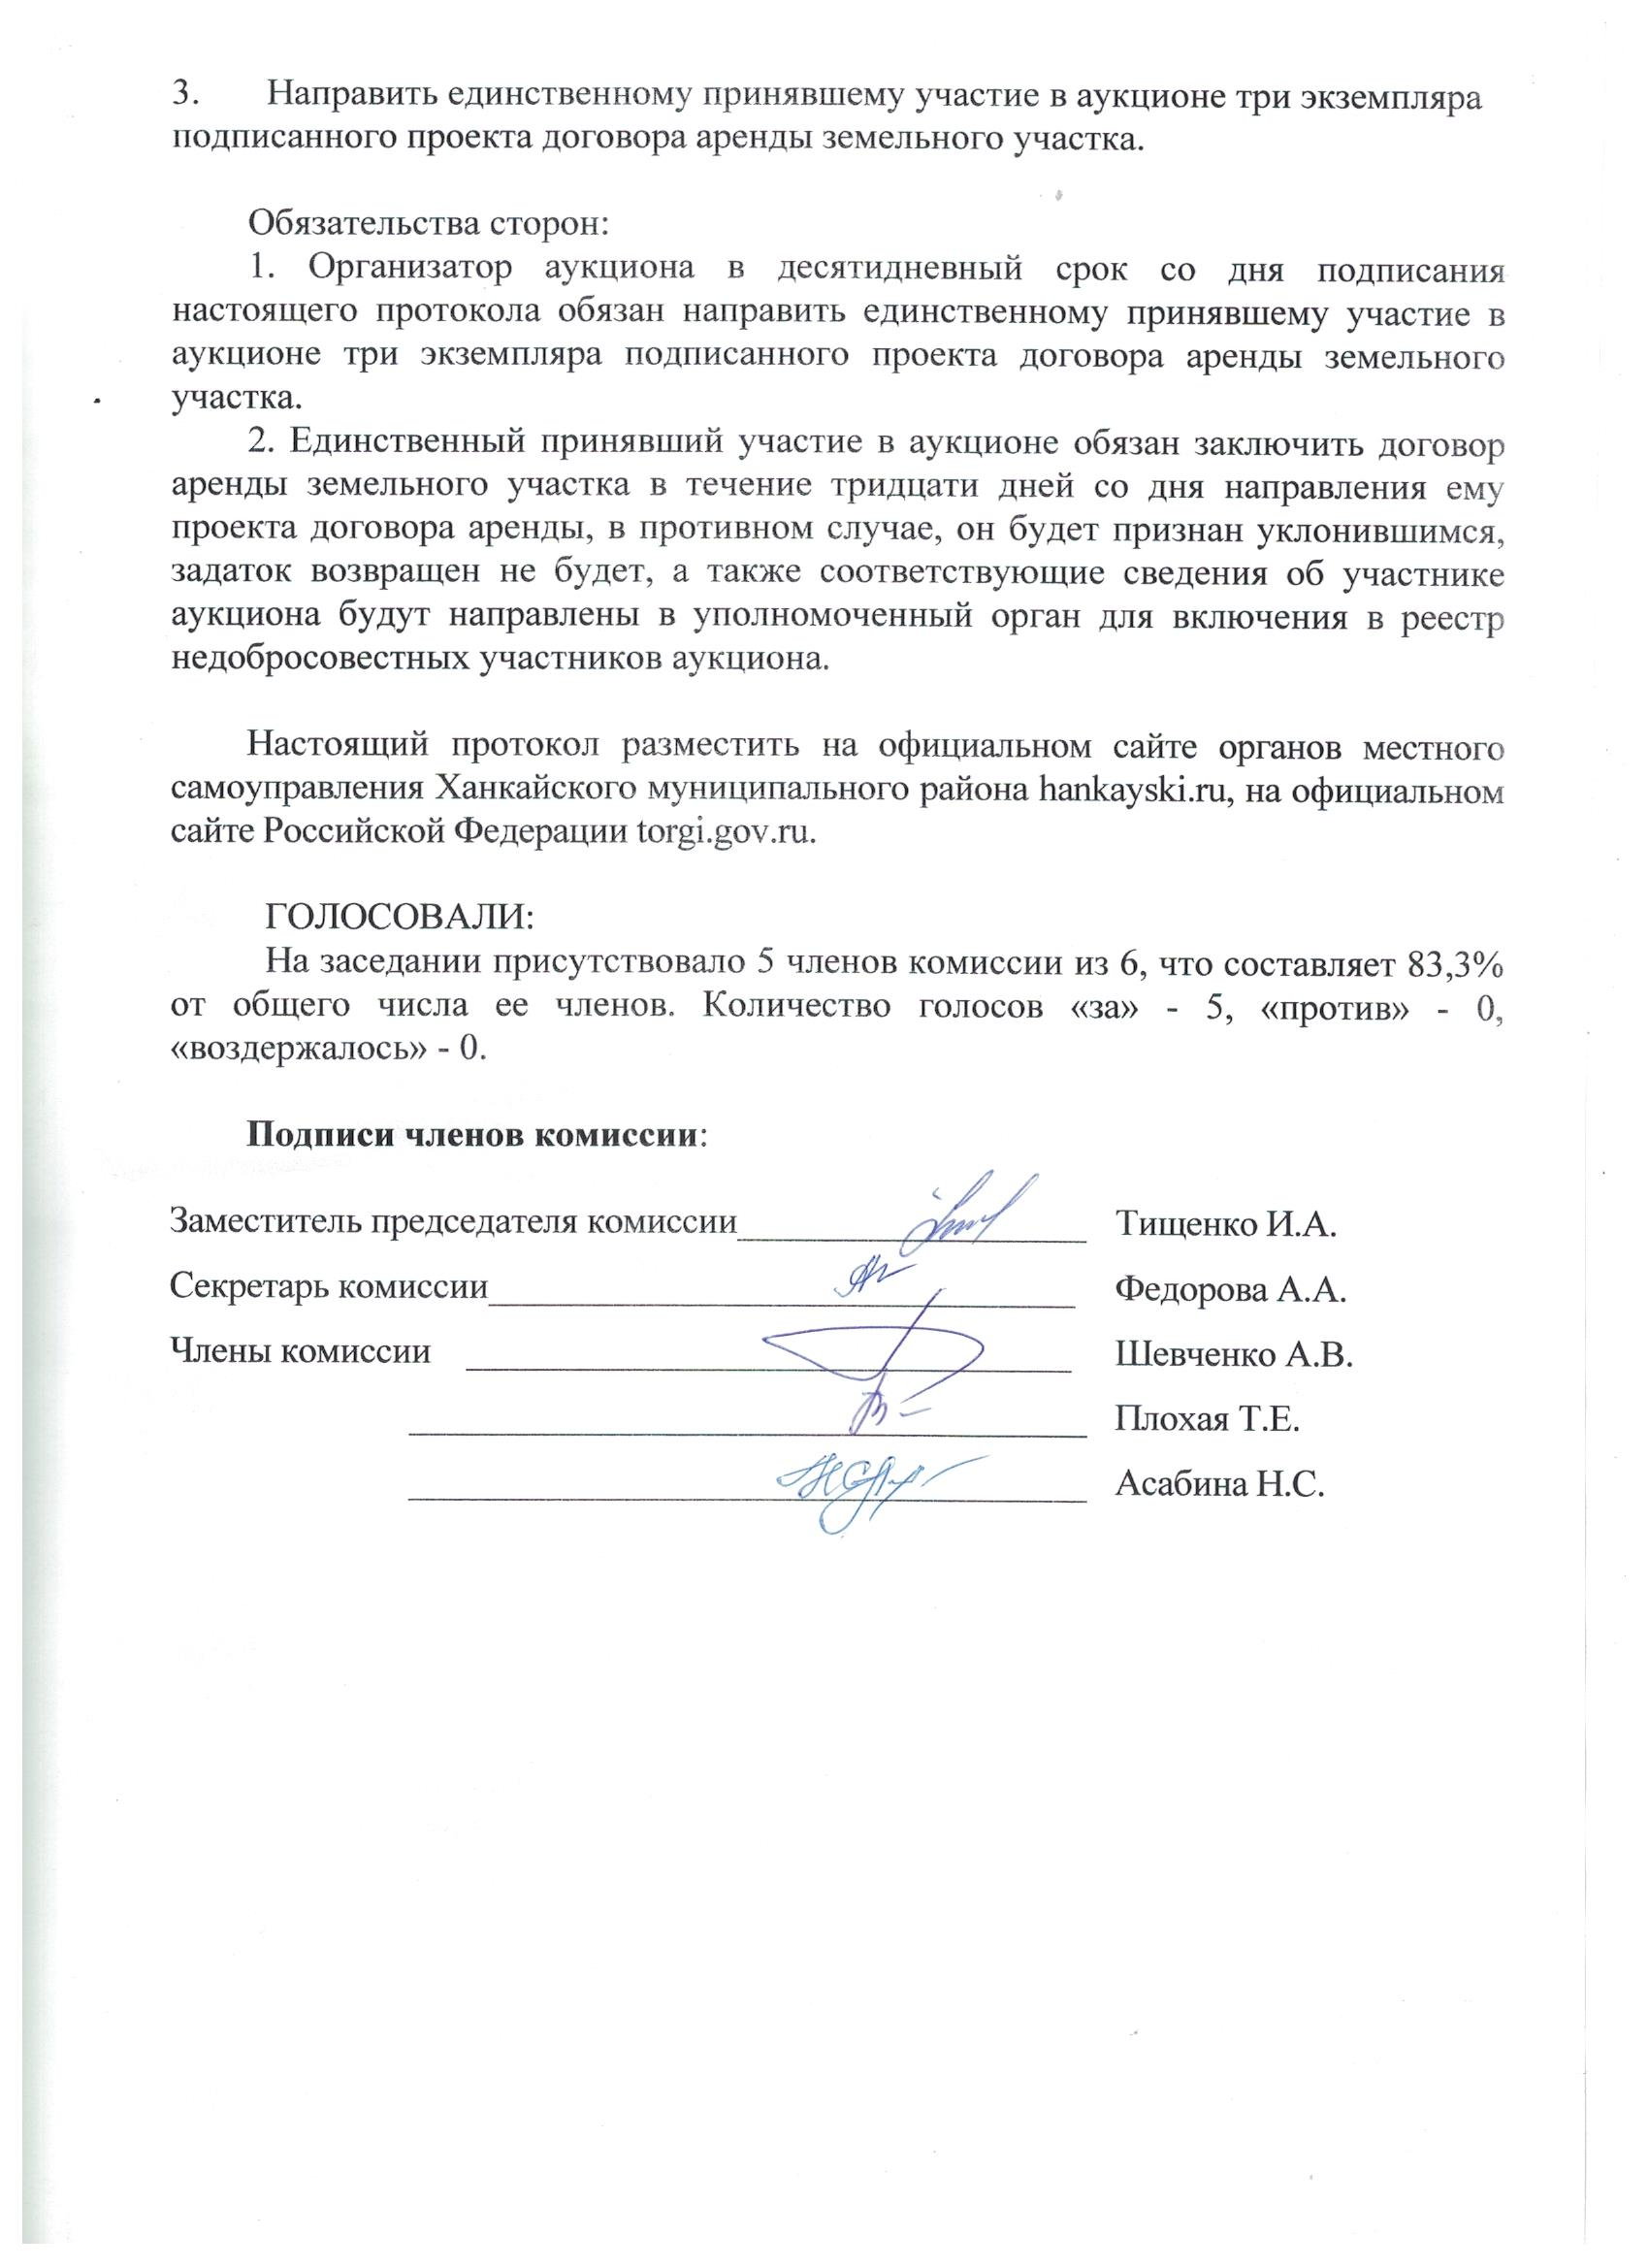 3. Направить единственному принявшему участие в аукционе три экземпляра
подписанного проекта договора аренды земельного участка.
Обязательства сторон:
1. Организатор аукциона в десятидневный срок со дня подписания
настоящего протокола обязан направить единственному принявшему участие в
аукционе три экземпляра подписанного проекта договора аренды земельного
участка.
2. Единственный принявший участие в аукционе обязан заключить договор
аренды земельного участка в течение тридцати дней со дня направления ему
проекта договора аренды, в противном случае, он будет признан уклонившимся,
задаток возвращен не будет, а также соответствующие сведения об участнике
аукциона будут направлены в уполномоченный орган для включения в реестр
недобросовестных участников аукциона.
Настоящий протокол разместить на официальном сайте органов местного
самоуправления Ханкайского муниципального района hankayski.ru, на официальном
сайте Российской Федерации torgi.gov.ru.
ГОЛОСОВАЛИ:
На заседании присутствовало 5 членов комиссии из 6, что составляет 83,3%
от общего числа ее членов. Количество голосов «за» - 5, «против» - 0,
«воздержалось» - 0.
Подписи членов комиссии:
Заместитель председателя комиссии Тищенко И.А.
Секретарь комиссии Федорова А.А.
Члены комиссии Шевченко А.В.
Плохая Т.Е.
Асабина Н.С.